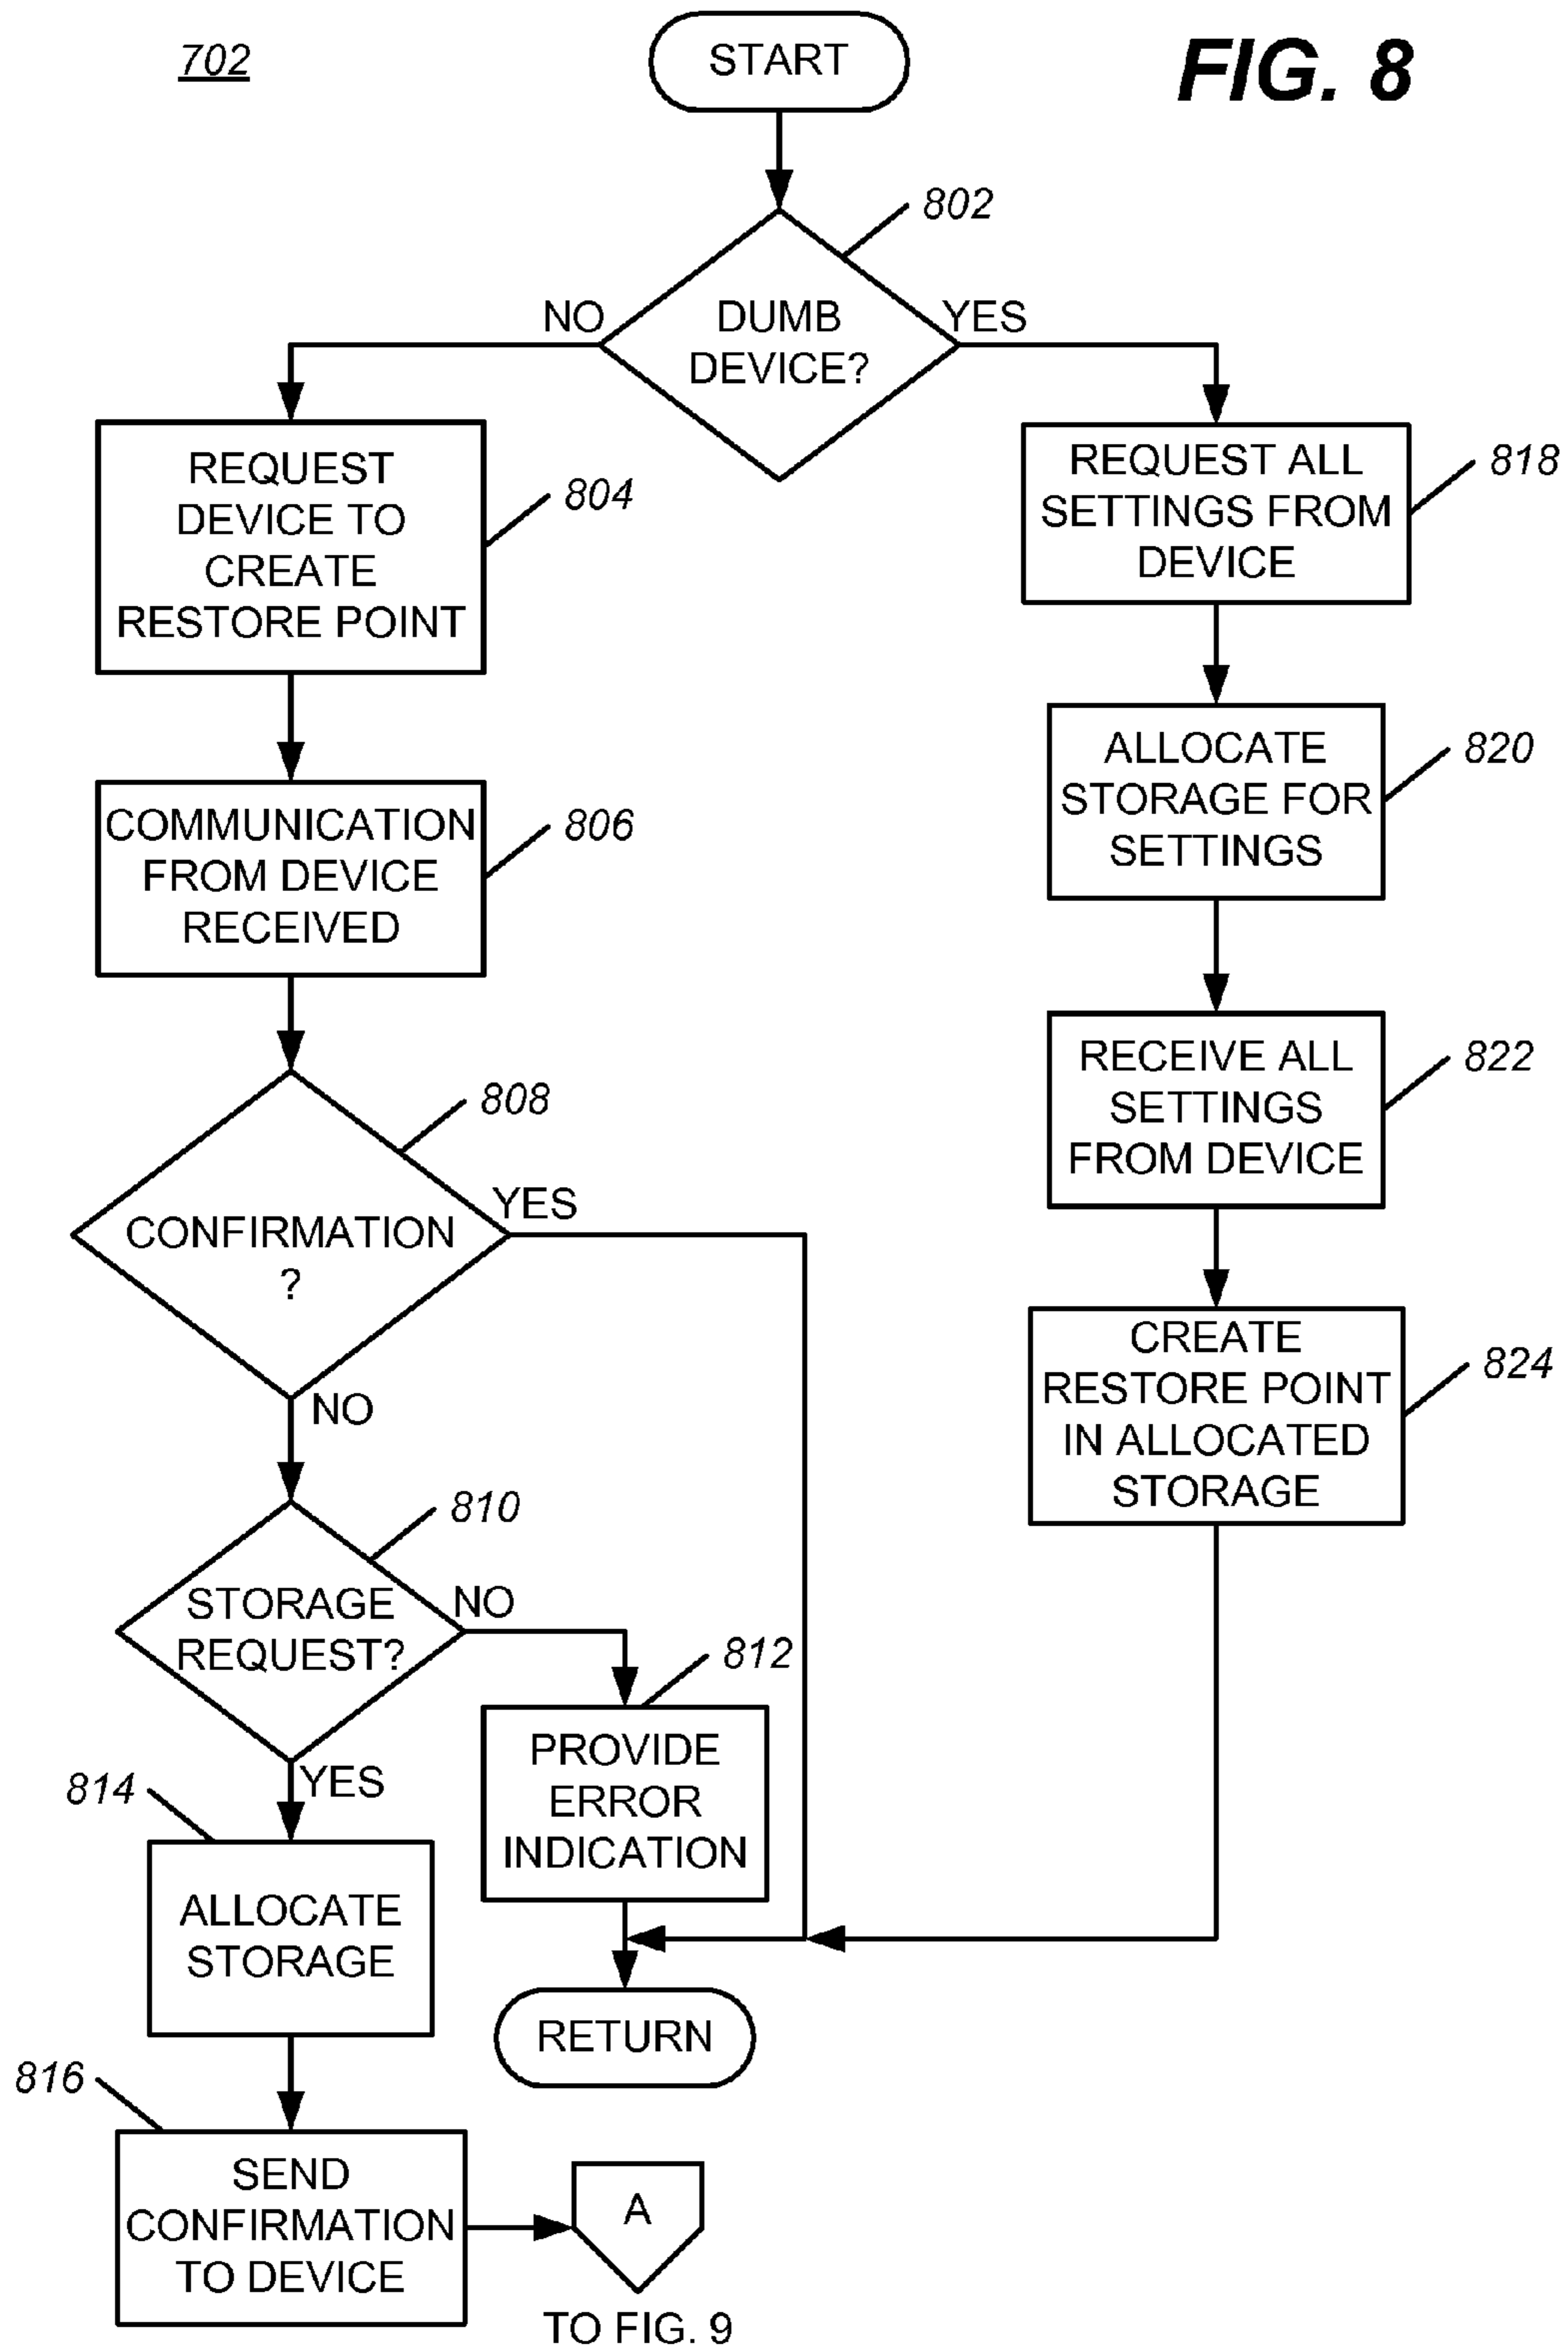 702
START
FIG. 8
802
NO
DUMB
DEVICE?
YES
REQUEST
DEVICE TO
CREATE
RESTORE POINT
804
REQUEST ALL
SETTINGS FROM
DEVICE
818
ALLOCATE
STORAGE FOR
SETTINGS
820
COMMUNICATION
FROM DEVICE
RECEIVED
806
RECEIVE ALL
SETTINGS
FROM DEVICE
822
808
CONFIRMATION
?
YES
NO
CREATE
RESTORE POINT
IN ALLOCATED
STORAGE
824
810
STORAGE
REQUEST?
NO
YES
812
PROVIDE
ERROR
INDICATION
814
ALLOCATE
STORAGE
RETURN
816
SEND
CONFIRMATION
TO DEVICE
A
TO FIG. 9